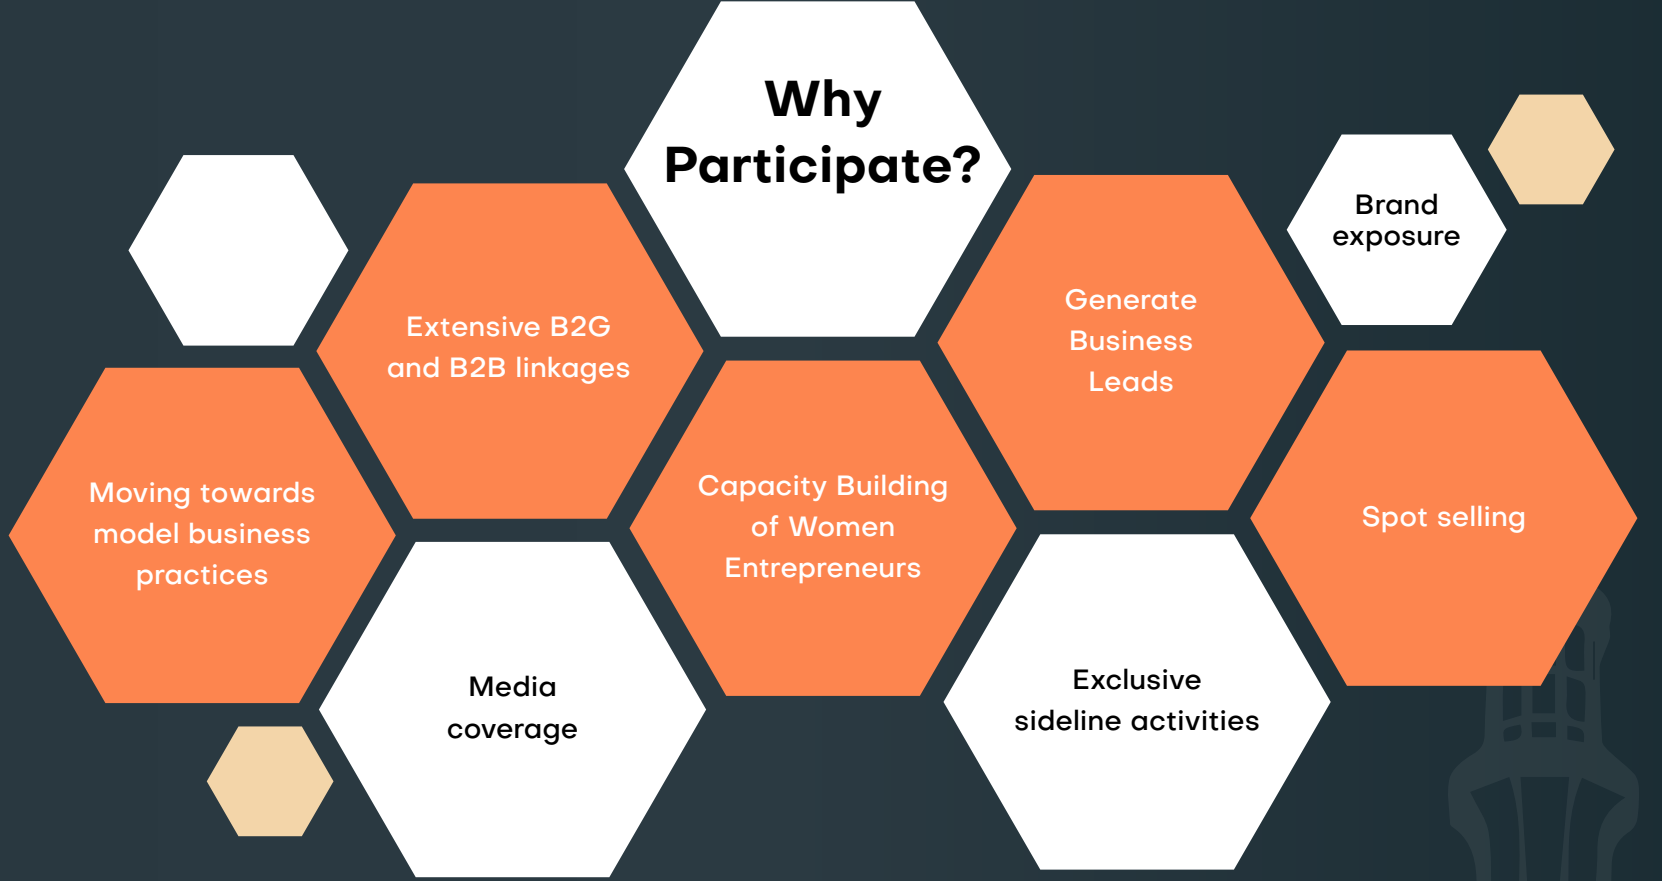 Why
Participate?
Brand
exposure
Extensive B2G
and B2B linkages
Generate
Business
Leads
Moving towards
model business
practices
Capacity Building
of Women
Entrepreneurs
Spot selling
Media
coverage
Exclusive
sideline activities